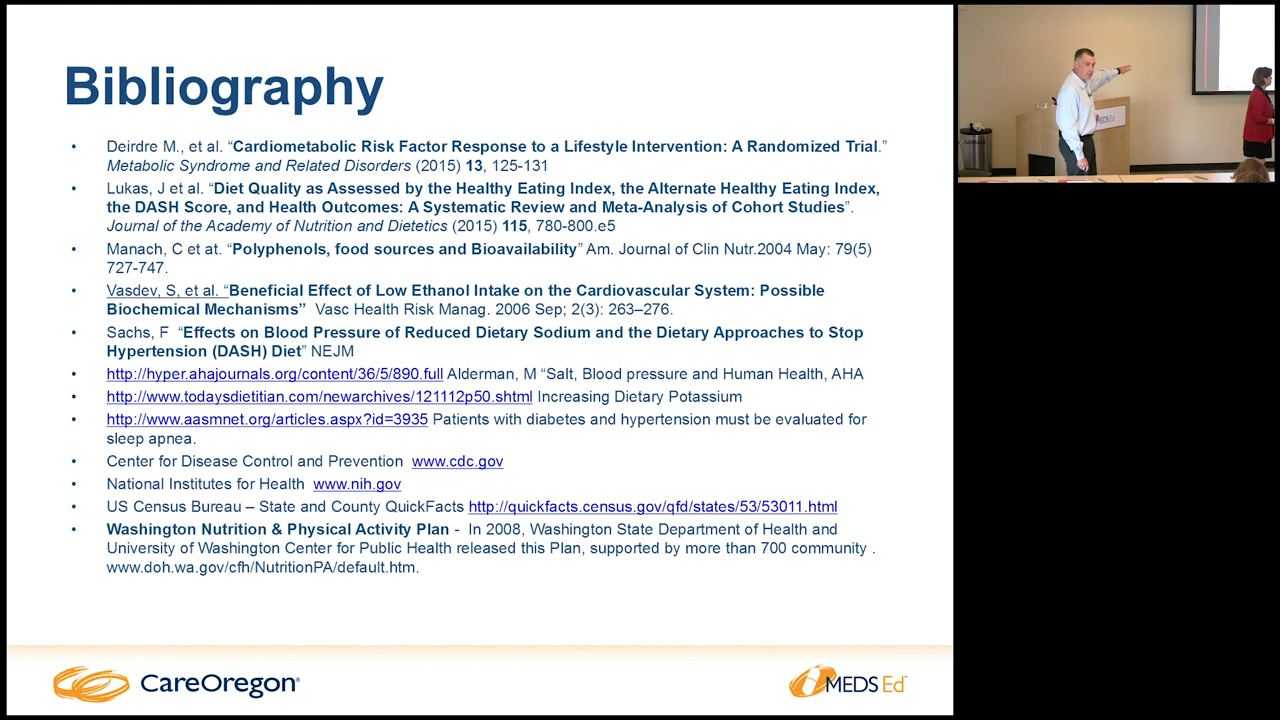 Bibliography
• Deirdre M., et al. “Cardiometabolic Risk Factor Response to a Lifestyle Intervention: A Randomized Trial.”
Metabolic Syndrome and Related Disorders (2015) 13, 125-131
• Lukas, J et al. “Diet Quality as Assessed by the Healthy Eating Index, the Alternate Healthy Eating Index,
the DASH Score, and Health Outcomes: A Systematic Review and Meta-Analysis of Cohort Studies”.
Journal of the Academy of Nutrition and Dietetics (2015) 115, 780-800.e5
• Manach, C et at. “Polyphenols, food sources and Bioavailability” Am. Journal of Clin Nutr.2004 May: 79(5)
727-747.
• Vasdev, S, et al. “Beneficial Effect of Low Ethanol Intake on the Cardiovascular System: Possible
Biochemical Mechanisms” Vasc Health Risk Manag. 2006 Sep; 2(3): 263–276.
• Sachs, F “Effects on Blood Pressure of Reduced Dietary Sodium and the Dietary Approaches to Stop
Hypertension (DASH) Diet” NEJM
• http://hyper.ahajournals.org/content/36/5/890.full Alderman, M “Salt, Blood pressure and Human Health, AHA
• http://www.todaysdietitian.com/newarchives/121112p50.shtml Increasing Dietary Potassium
• http://www.aasmnet.org/articles.aspx?id=3935 Patients with diabetes and hypertension must be evaluated for
sleep apnea.
• Center for Disease Control and Prevention www.cdc.gov
• National Institutes for Health www.nih.gov
• US Census Bureau – State and County QuickFacts http://quickfacts.census.gov/qfd/states/53/53011.html
• Washington Nutrition & Physical Activity Plan - In 2008, Washington State Department of Health and
University of Washington Center for Public Health released this Plan, supported by more than 700 community .
www.doh.wa.gov/cfh/NutritionPA/default.htm.
CareOregon®
MEDS Ed™
MEDS Ed